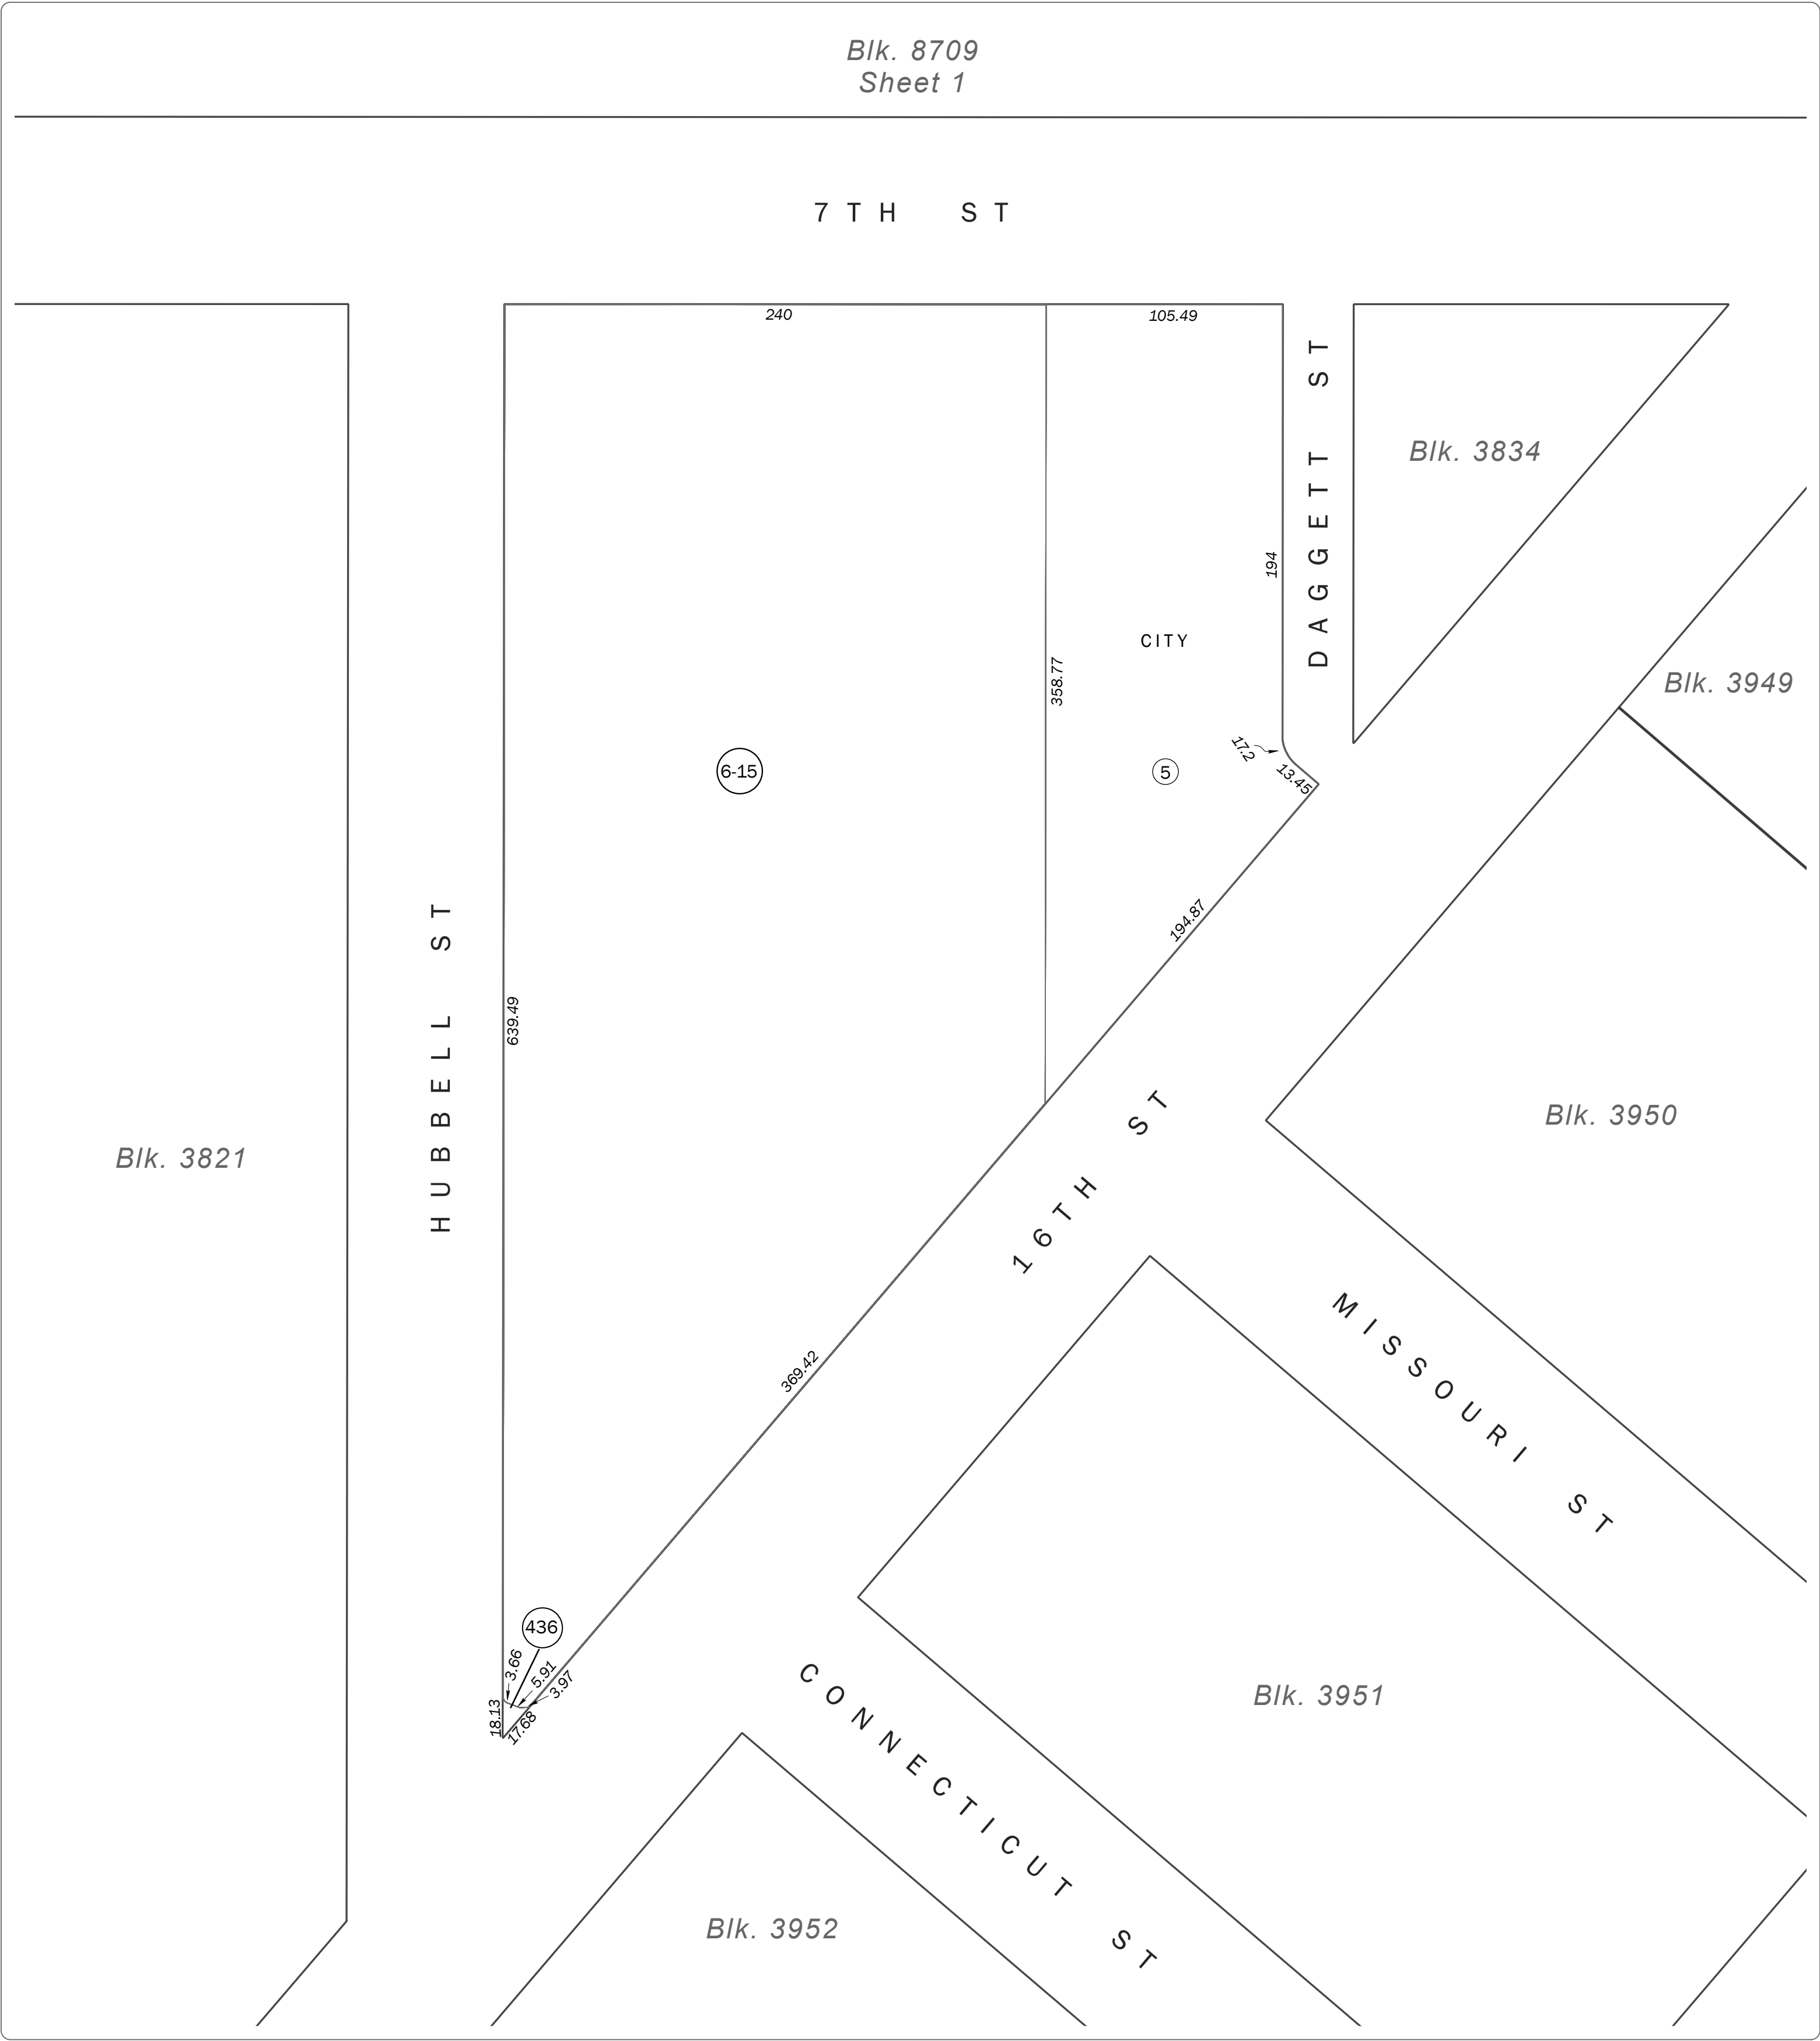 Blk. 8709
Sheet 1
7TH ST
240
105.49
DAGGETT ST
Blk. 3834
194
CITY
358.77
Blk. 3949
17.2
13.45
6-15
5
194.87
HUBBELL ST
639.49
16TH ST
Blk. 3950
Blk. 3821
MISSOURI ST
369.42
436
3.66
5.91
3.97
18.13
17.68
CONNECTICUT ST
Blk. 3951
Blk. 3952